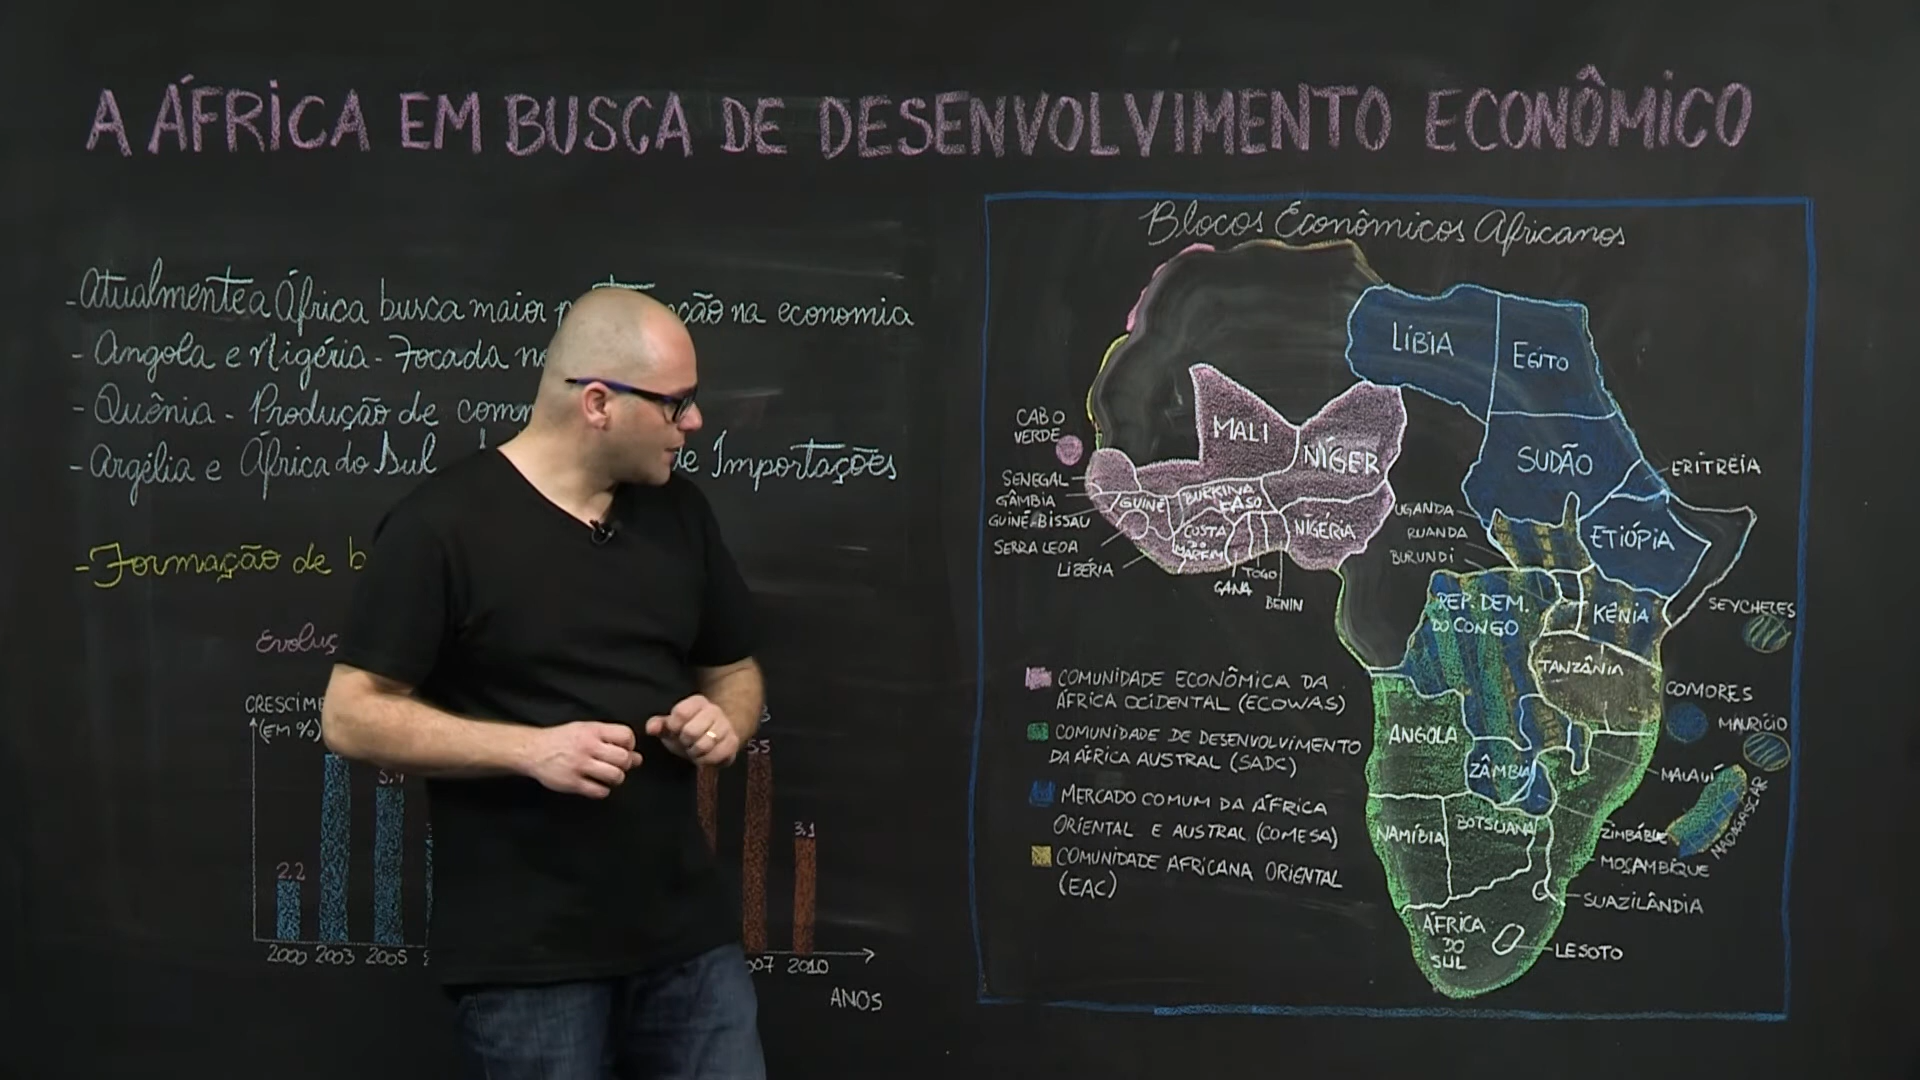 A ÁFRICA EM BUSCA DE DESENVOLVIMENTO ECONÔMICO
- Atualmente a África busca maior na economia
- Angola e Nigéria - Focada
- Quênia - Produção de
- Argélia e África do Sul de Importações
- Formação de
CRESCIME
(EM %)
2.2
5.5
3.1
2000 2003 2005
2010
ANOS
Blocos Econômicos Africanos
LÍBIA
EGITO
CABO
VERDE
MALI
NÍGER
SUDÃO
ERITREIA
SENEGAL
GÂMBIA
GUINÉ-BISSAU
SERRA LEOA
LIBÉRIA
GUINÉ
BURKINA
FASO
COSTA
DO
MARFIM
GANA
TOGO
BENIN
NIGÉRIA
UGANDA
RUANDA
BURUNDI
ETIÓPIA
REP. DEM.
DO CONGO
KÊNIA
SEYCHELES
TANZÂNIA
COMORES
MAURÍCIO
ANGOLA
ZÂMBIA
MALAUÍ
MADAGASCAR
NAMÍBIA
BOTSUANA
ZIMBÁBUE
MOÇAMBIQUE
SUAZILÂNDIA
ÁFRICA
DO
SUL
LESOTO
COMUNIDADE ECONÔMICA DA
ÁFRICA OCIDENTAL (ECOWAS)
COMUNIDADE DE DESENVOLVIMENTO
DA ÁFRICA AUSTRAL (SADC)
MERCADO COMUM DA ÁFRICA
ORIENTAL E AUSTRAL (COMESA)
COMUNIDADE AFRICANA ORIENTAL
(EAC)